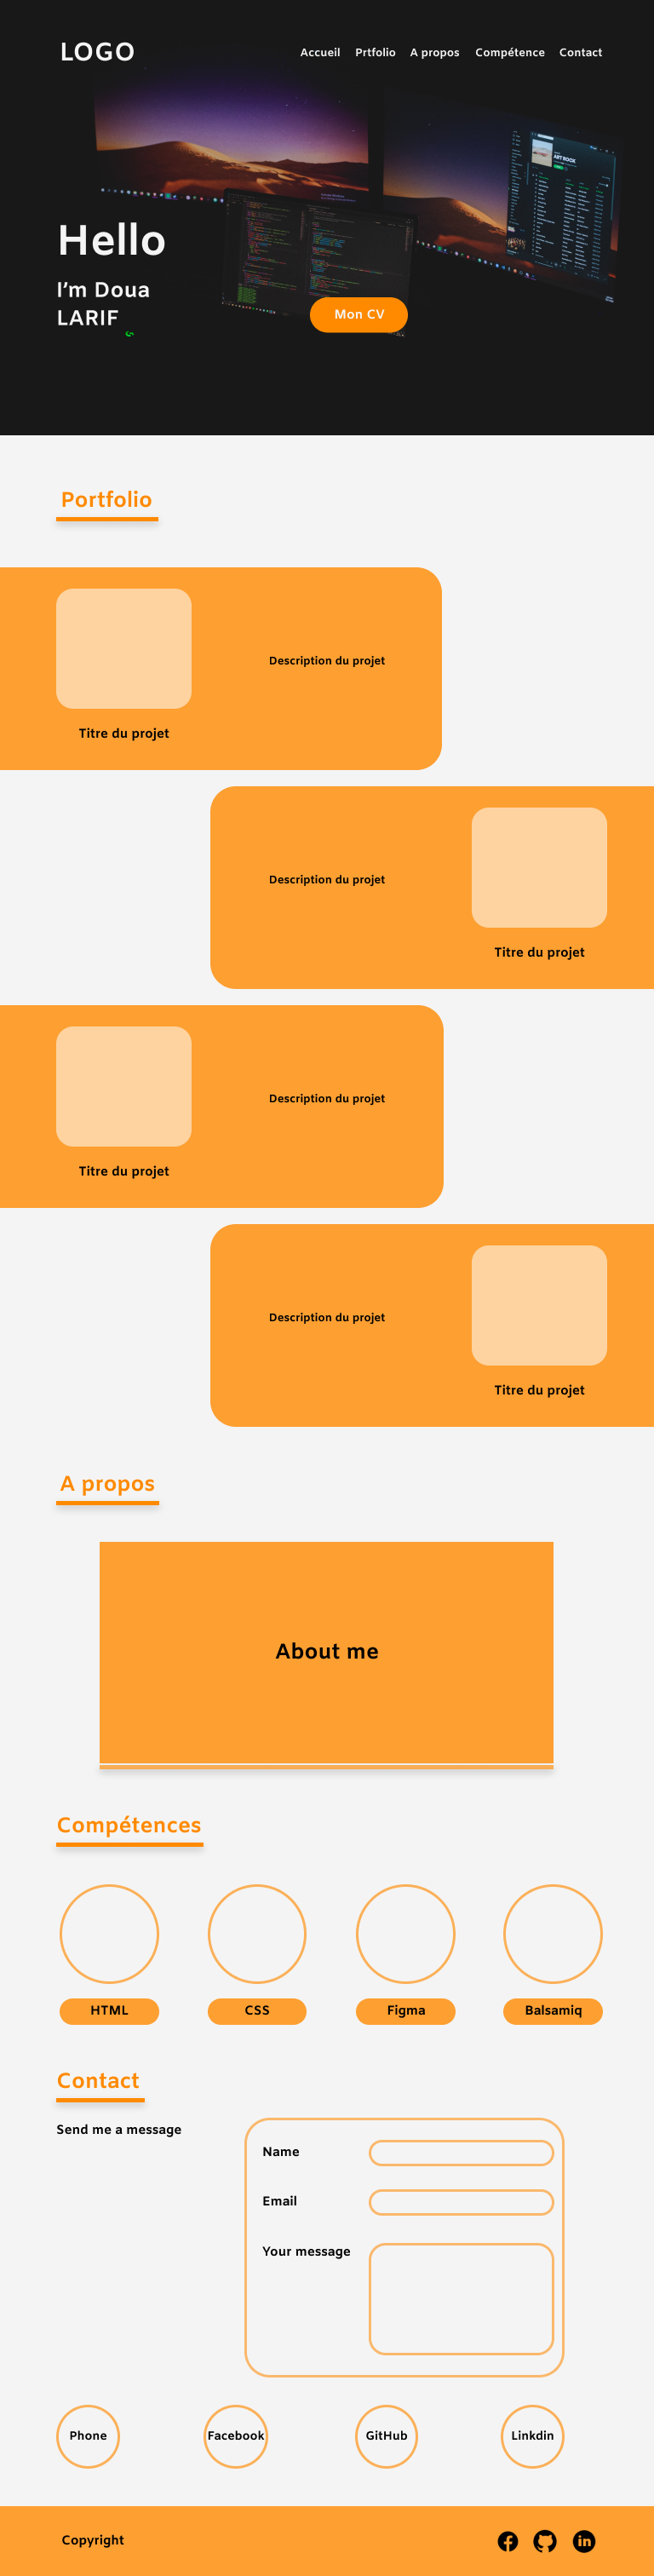 LOGO
Accueil Prtfolio A propos Compétence Contact
Hello
I'm Doua
LARIF
Mon CV
Portfolio
Description du projet
Titre du projet
Description du projet
Titre du projet
Description du projet
Titre du projet
Description du projet
Titre du projet
A propos
About me
Compétences
HTML CSS Figma Balsamiq
Contact
Send me a message
Name
Email
Your message
Phone Facebook GitHub Linkdin
Copyright